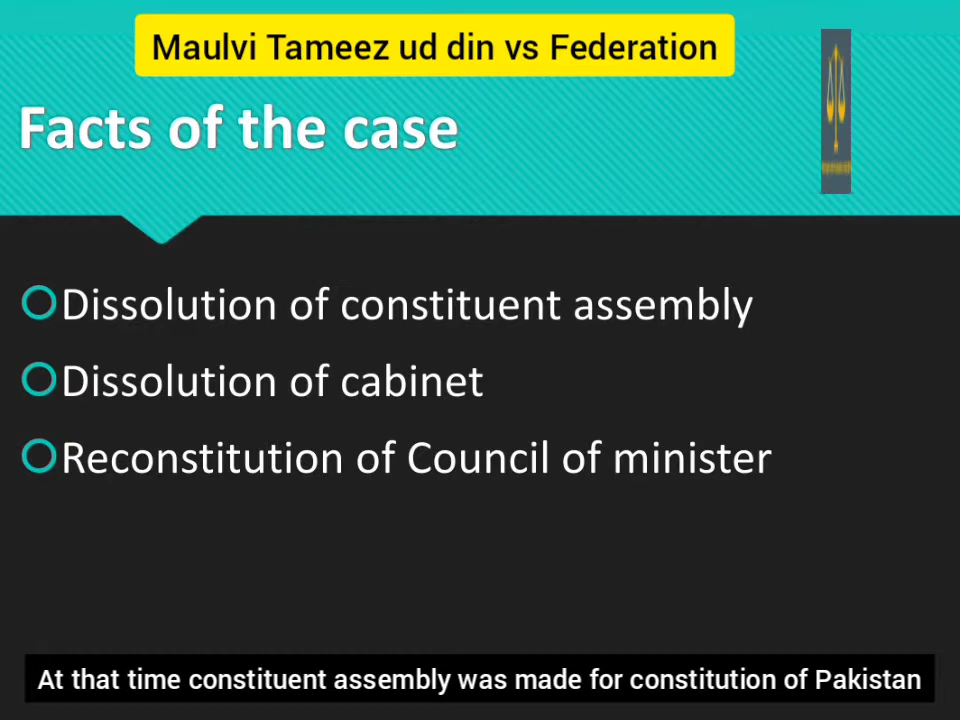 Maulvi Tameez ud din vs Federation
Facts of the case
Dissolution of constituent assembly
Dissolution of cabinet
Reconstitution of Council of minister
At that time constituent assembly was made for constitution of Pakistan